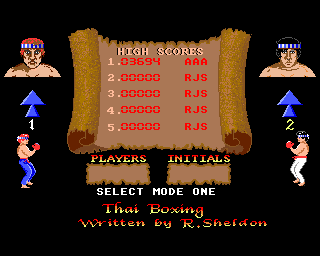 HIGH SCORES
1.03694 AAA
2.00000 RJS
3.00000 RJS
4.00000 RJS
5.00000 RJS
1
2
PLAYERS INITIALS
SELECT MODE ONE
Thai Boxing
Written by R.Sheldon